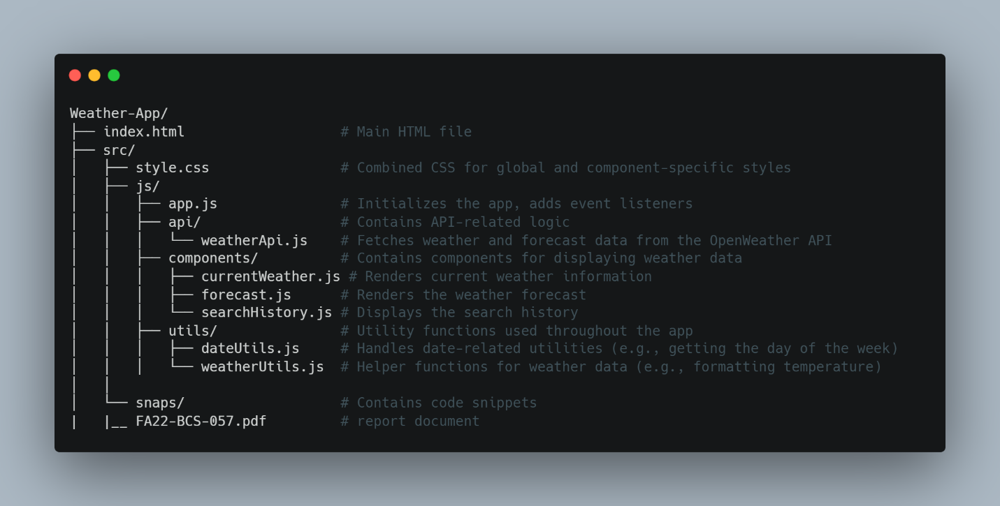 Weather-App/
├── index.html                   # Main HTML file
├── src/
│   ├── style.css                # Combined CSS for global and component-specific styles
│   ├── js/
│   │   ├── app.js               # Initializes the app, adds event listeners
│   │   ├── api/                 # Contains API-related logic
│   │   │   └── weatherApi.js    # Fetches weather and forecast data from the OpenWeather API
│   │   ├── components/          # Contains components for displaying weather data
│   │   │   ├── currentWeather.js # Renders current weather information
│   │   │   ├── forecast.js      # Renders the weather forecast
│   │   │   └── searchHistory.js # Displays the search history
│   │   ├── utils/               # Utility functions used throughout the app
│   │   │   ├── dateUtils.js     # Handles date-related utilities (e.g., getting the day of the week)
│   │   │   └── weatherUtils.js  # Helper functions for weather data (e.g., formatting temperature)
│   │
│   └── snaps/                   # Contains code snippets
|   |__ FA22-BCS-057.pdf         # report document